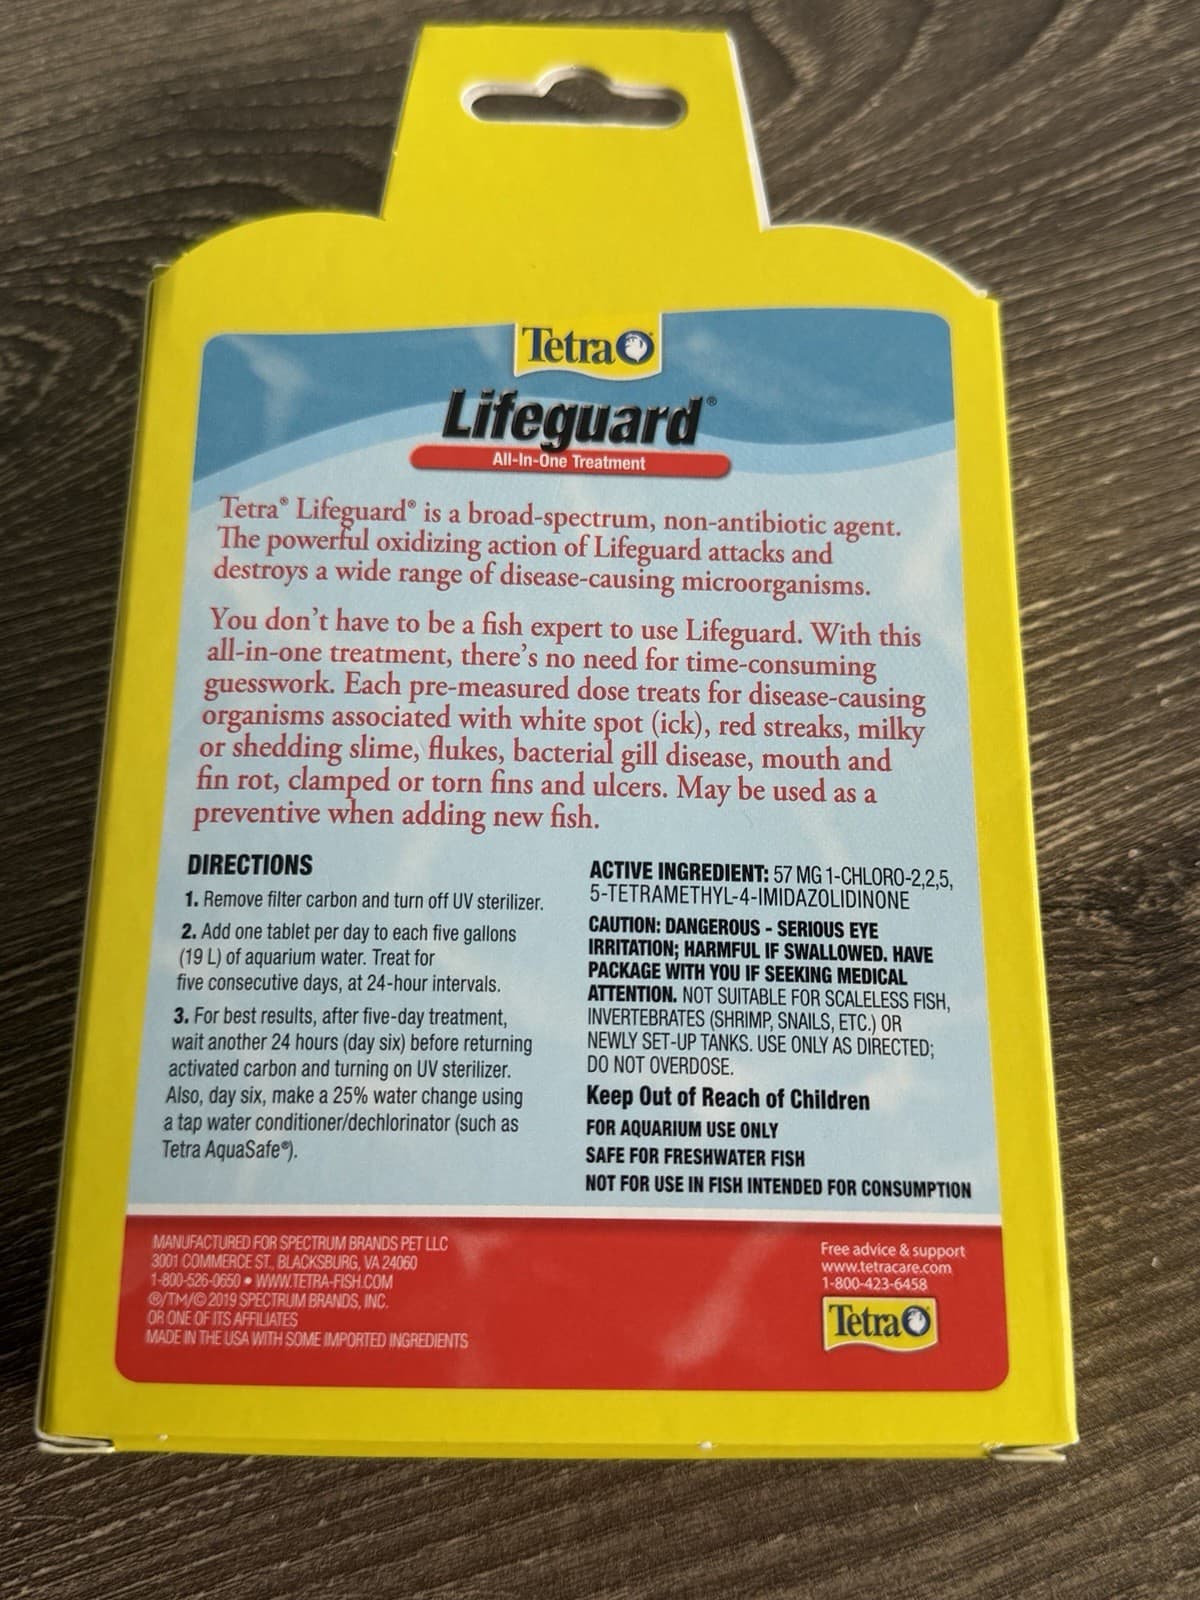 Tetra
Lifeguard®
All-In-One Treatment
Tetra® Lifeguard® is a broad-spectrum, non-antibiotic agent.
The powerful oxidizing action of Lifeguard attacks and
destroys a wide range of disease-causing microorganisms.
You don't have to be a fish expert to use Lifeguard. With this
all-in-one treatment, there's no need for time-consuming
guesswork. Each pre-measured dose treats for disease-causing
organisms associated with white spot (ick), red streaks, milky
or shedding slime, flukes, bacterial gill disease, mouth and
fin rot, clamped or torn fins and ulcers. May be used as a
preventive when adding new fish.
DIRECTIONS
1. Remove filter carbon and turn off UV sterilizer.
2. Add one tablet per day to each five gallons
(19 L) of aquarium water. Treat for
five consecutive days, at 24-hour intervals.
3. For best results, after five-day treatment,
wait another 24 hours (day six) before returning
activated carbon and turning on UV sterilizer.
Also, day six, make a 25% water change using
a tap water conditioner/dechlorinator (such as
Tetra AquaSafe®).
ACTIVE INGREDIENT: 57 MG 1-CHLORO-2,2,5,
5-TETRAMETHYL-4-IMIDAZOLIDINONE
CAUTION: DANGEROUS - SERIOUS EYE
IRRITATION; HARMFUL IF SWALLOWED. HAVE
PACKAGE WITH YOU IF SEEKING MEDICAL
ATTENTION. NOT SUITABLE FOR SCALELESS FISH,
INVERTEBRATES (SHRIMP, SNAILS, ETC.) OR
NEWLY SET-UP TANKS. USE ONLY AS DIRECTED;
DO NOT OVERDOSE.
Keep Out of Reach of Children
FOR AQUARIUM USE ONLY
SAFE FOR FRESHWATER FISH
NOT FOR USE IN FISH INTENDED FOR CONSUMPTION
MANUFACTURED FOR SPECTRUM BRANDS PET LLC
3001 COMMERCE ST., BLACKSBURG, VA 24060
1-800-526-0650 • WWW.TETRA-FISH.COM
®/TM/© 2019 SPECTRUM BRANDS, INC.
OR ONE OF ITS AFFILIATES
MADE IN THE USA WITH SOME IMPORTED INGREDIENTS
Free advice & support
www.tetracare.com
1-800-423-6458
Tetra